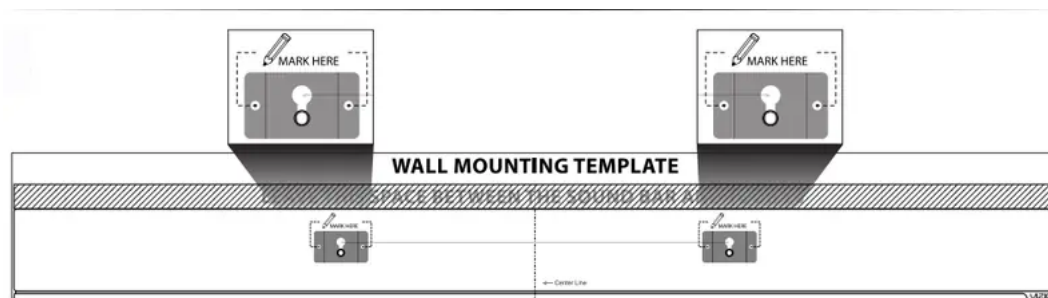 MARK HERE
MARK HERE
WALL MOUNTING TEMPLATE
SPACE BETWEEN THE SOUND BAR A
MARK HERE
MARK HERE
Center Line